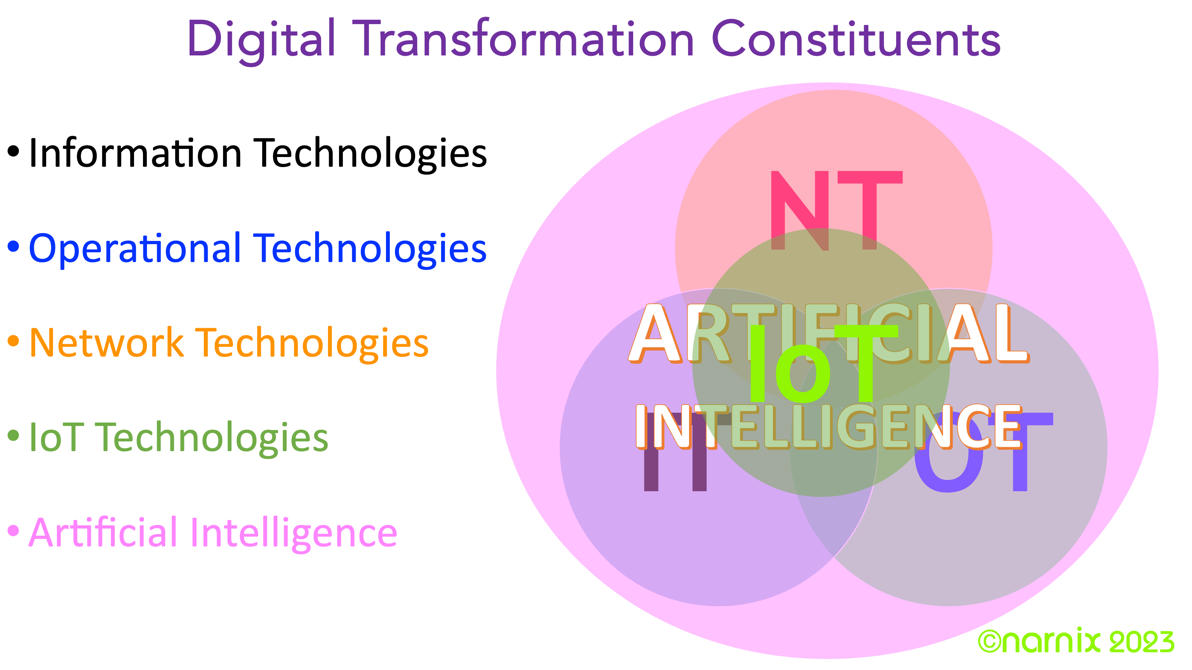 Digital Transformation Constituents
• Information Technologies
• Operational Technologies
• Network Technologies
• IoT Technologies
• Artificial Intelligence
NT
ARTIFICIAL
IoT
INTELLIGENCE
IT
OT
©narnix 2023